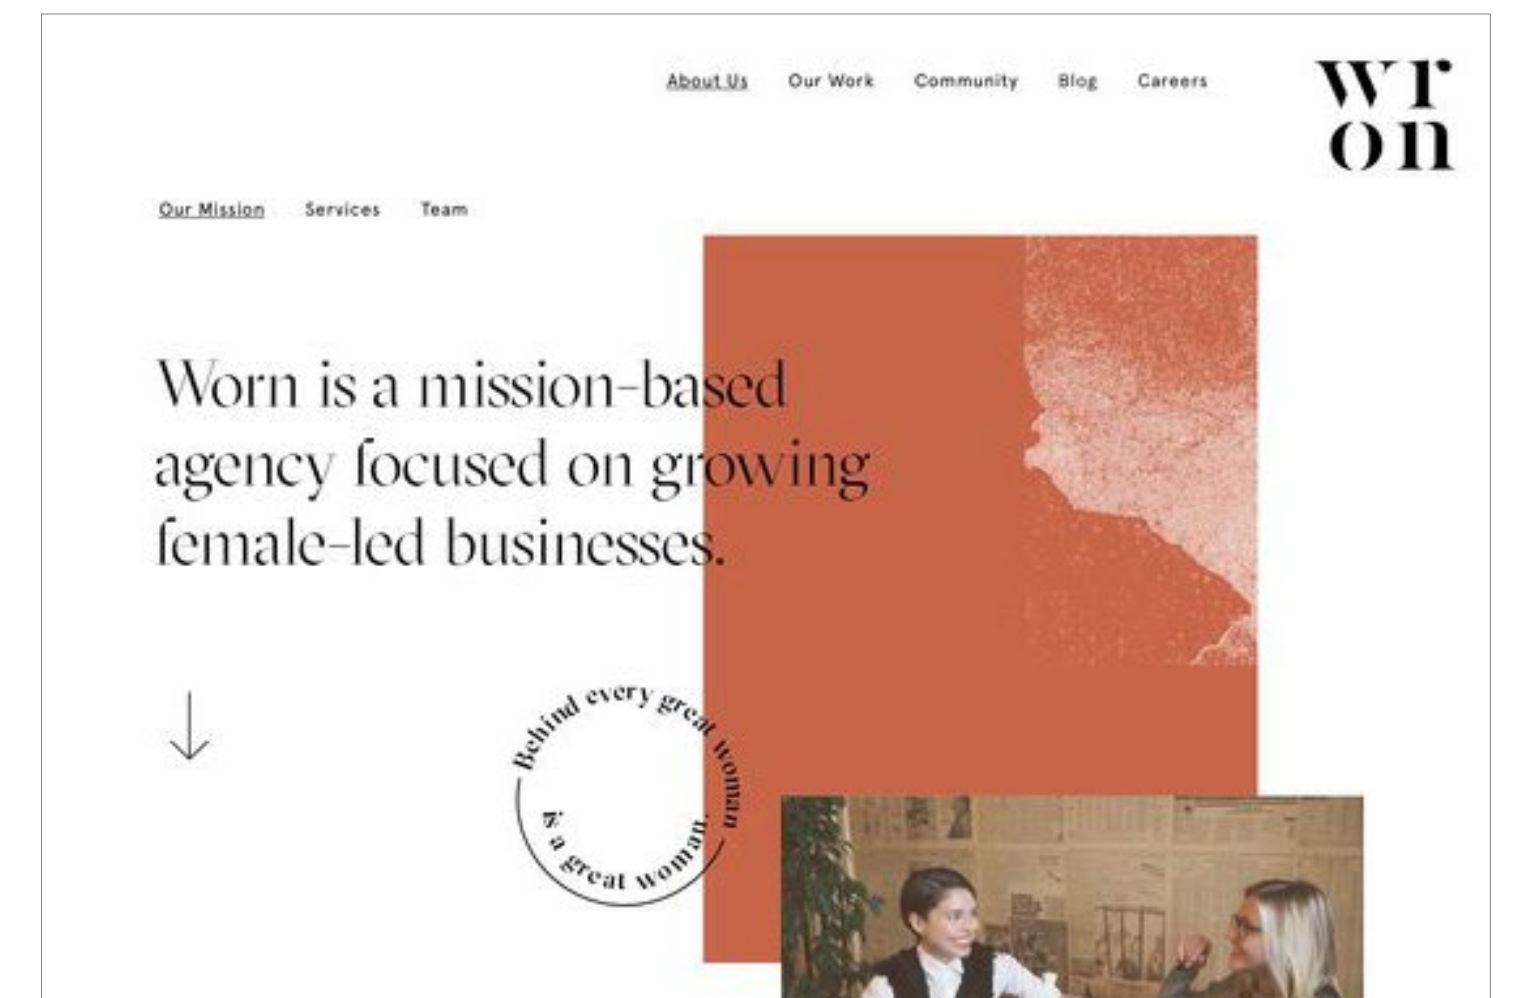 About Us Our Work Community Blog Careers
wr
on
Our Mission Services Team
Worn is a mission-based
agency focused on growing
female-led businesses.
Behind every great woman
is a great woman.